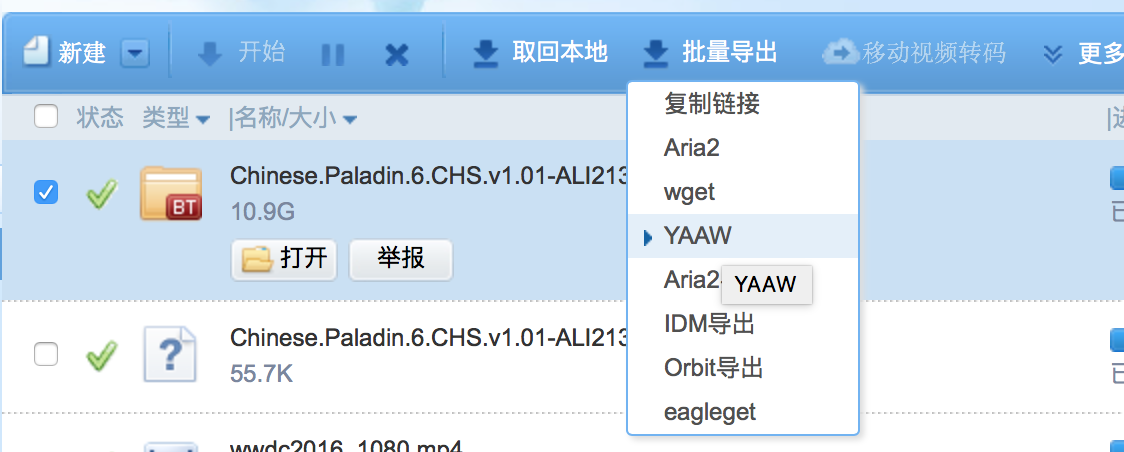 新建 开始 取回本地 批量导出 移动视频转码 更多
状态 类型 |名称/大小
复制链接
Aria2
wget
YAAW
Aria2
YAAW
IDM导出
Orbit导出
eagleget
Chinese.Paladin.6.CHS.v1.01-ALI213
10.9G
BT
打开 举报
Chinese.Paladin.6.CHS.v1.01-ALI213
55.7K
wwdc2016_1080.mp4